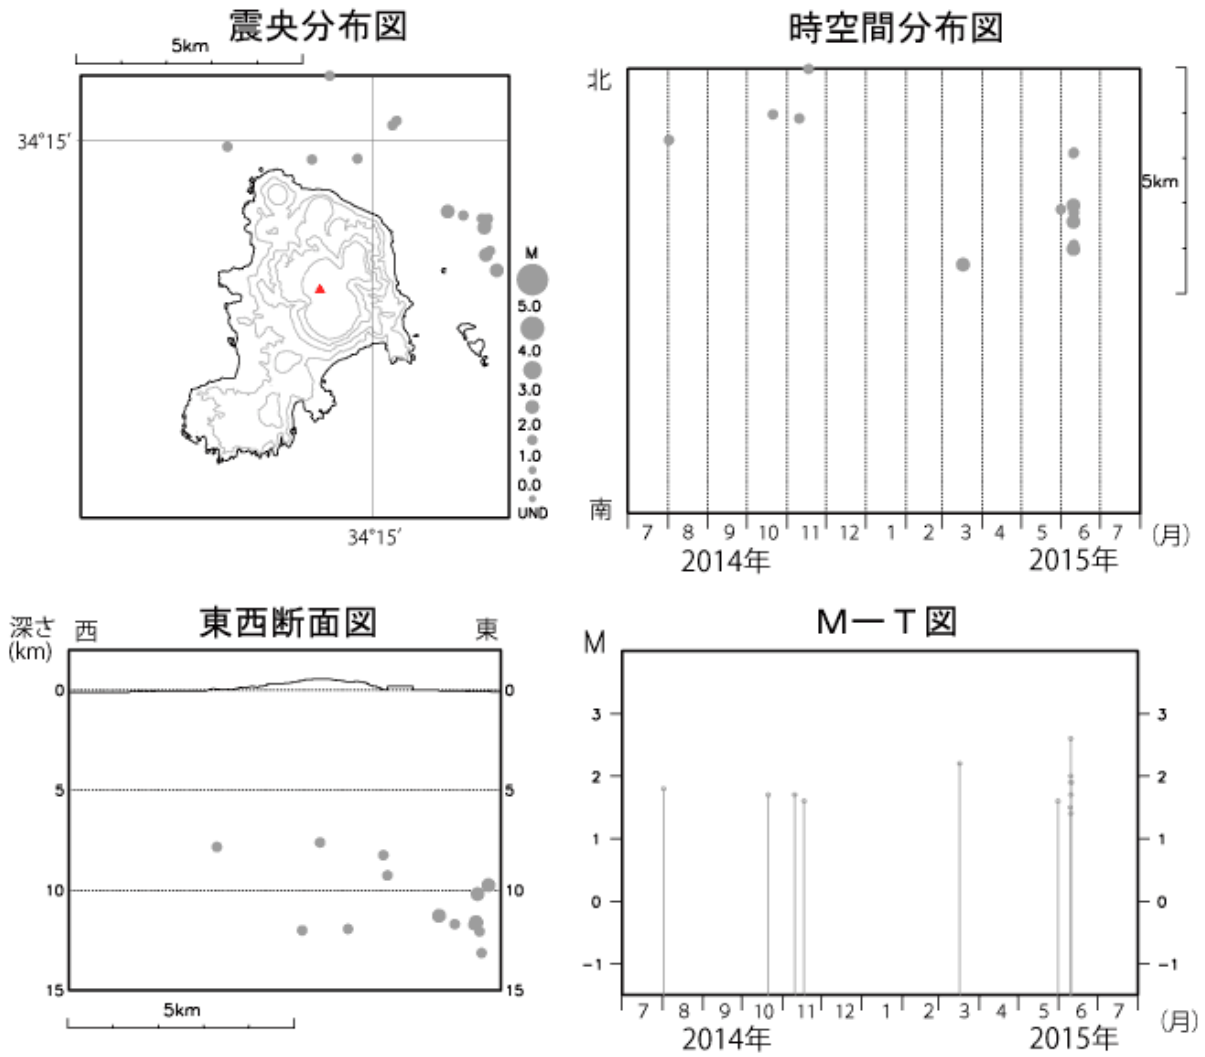 震央分布図
5km
34°15′
M
5.0
4.0
3.0
2.0
1.0
0.0
UND
34°15′
時空間分布図
北
5km
南
7 8 9 10 11 12 1 2 3 4 5 6 7 (月)
2014年 2015年
東西断面図
深さ 西 東
(km)
0 0
5 5
10 10
15 15
5km
M－T図
M
3 3
2 2
1 1
0 0
-1 -1
7 8 9 10 11 12 1 2 3 4 5 6 7 (月)
2014年 2015年